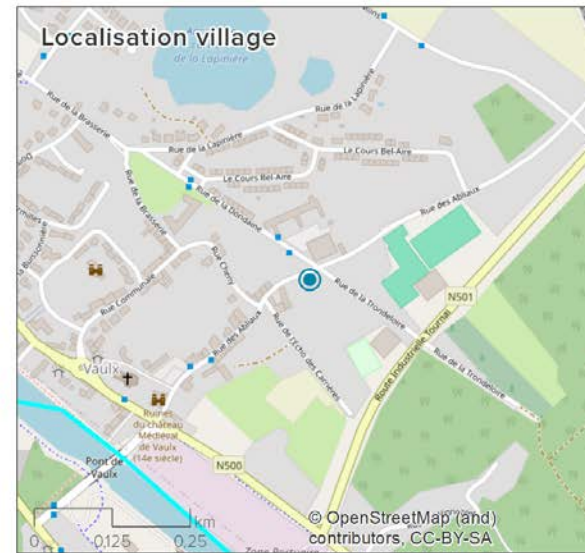 Localisation village
de la Lapinière
Rue de la Brasserie
Rue de la Lapinière
Rue de la Lapinière
Le Cours Bel-Aire
Le Cours Bel-Aire
Rue de la Dondaine
Rue des Abliaux
Rue de la Brasserie
la Buissonnière
Rue Cherry
Rue Communale
Rue de la Trondeloire
N501
Route Industrielle Tournai
Rue de la Trondeloire
Rue des Abliaux
Rue de l'Echo des Carrières
Vaulx
Ruines
du château
Médiéval
de Vaulx
(14e siècle)
N500
Pont de
Vaulx
km
0
0,125
0,25
© OpenStreetMap (and)
contributors, CC-BY-SA